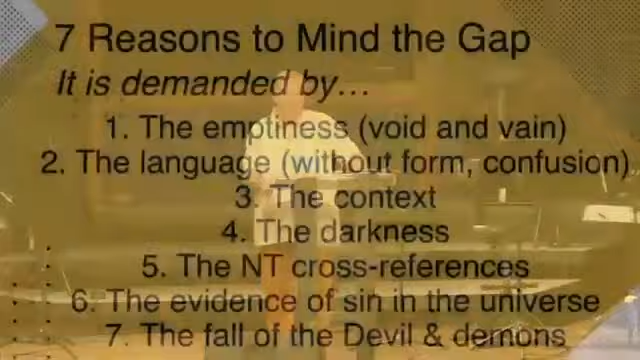 7 Reasons to Mind the Gap
It is demanded by...
1. The emptiness (void and vain)
2. The language (without form, confusion)
3. The context
4. The darkness
5. The NT cross-references
6. The evidence of sin in the universe
7. The fall of the Devil & demons